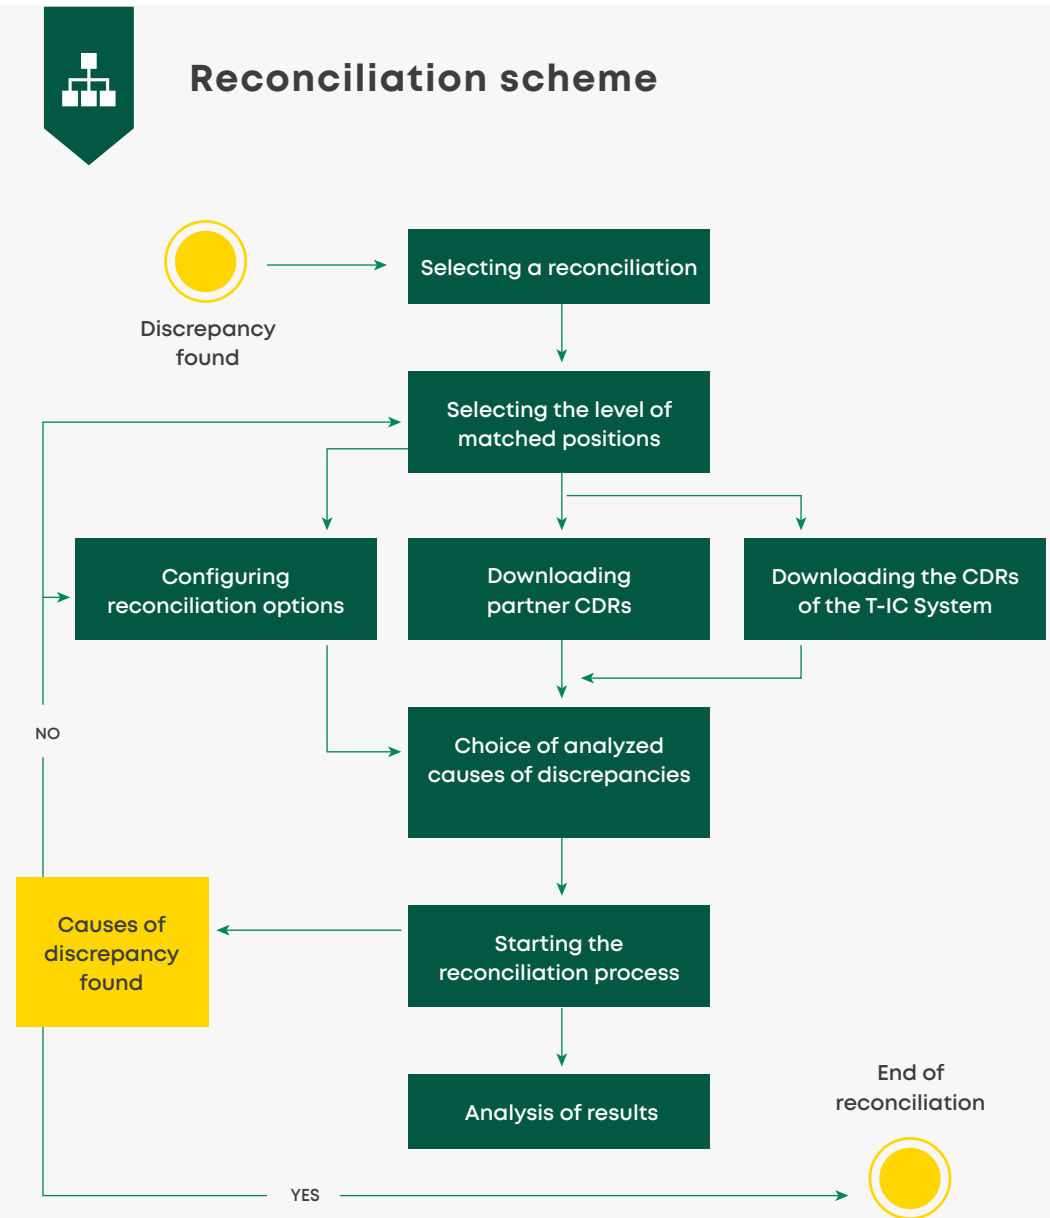 Reconciliation scheme
Selecting a reconciliation
Discrepancy
found
Selecting the level of
matched positions
Configuring
reconciliation options
Downloading
partner CDRs
Downloading the CDRs
of the T-IC System
NO
Choice of analyzed
causes of discrepancies
Causes of
discrepancy
found
Starting the
reconciliation process
Analysis of results
End of
reconciliation
YES